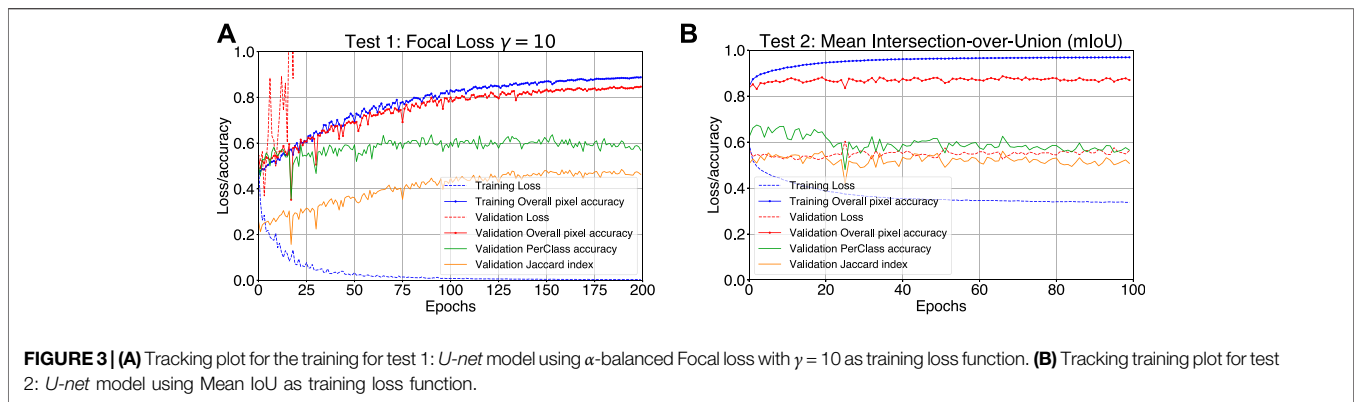 A
Test 1: Focal Loss γ = 10
Loss/accuracy
1.0
0.8
0.6
0.4
0.2
0.0
Training Loss
Training Overall pixel accuracy
Validation Loss
Validation Overall pixel accuracy
Validation PerClass accuracy
Validation Jaccard index
0 25 50 75 100 125 150 175 200
Epochs
B
Test 2: Mean Intersection-over-Union (mIoU)
Loss/accuracy
1.0
0.8
0.6
0.4
0.2
0.0
Training Loss
Training Overall pixel accuracy
Validation Loss
Validation Overall pixel accuracy
Validation PerClass accuracy
Validation Jaccard index
0 20 40 60 80 100
Epochs
FIGURE 3 | (A) Tracking plot for the training for test 1: U-net model using α-balanced Focal loss with γ = 10 as training loss function. (B) Tracking training plot for test
2: U-net model using Mean IoU as training loss function.